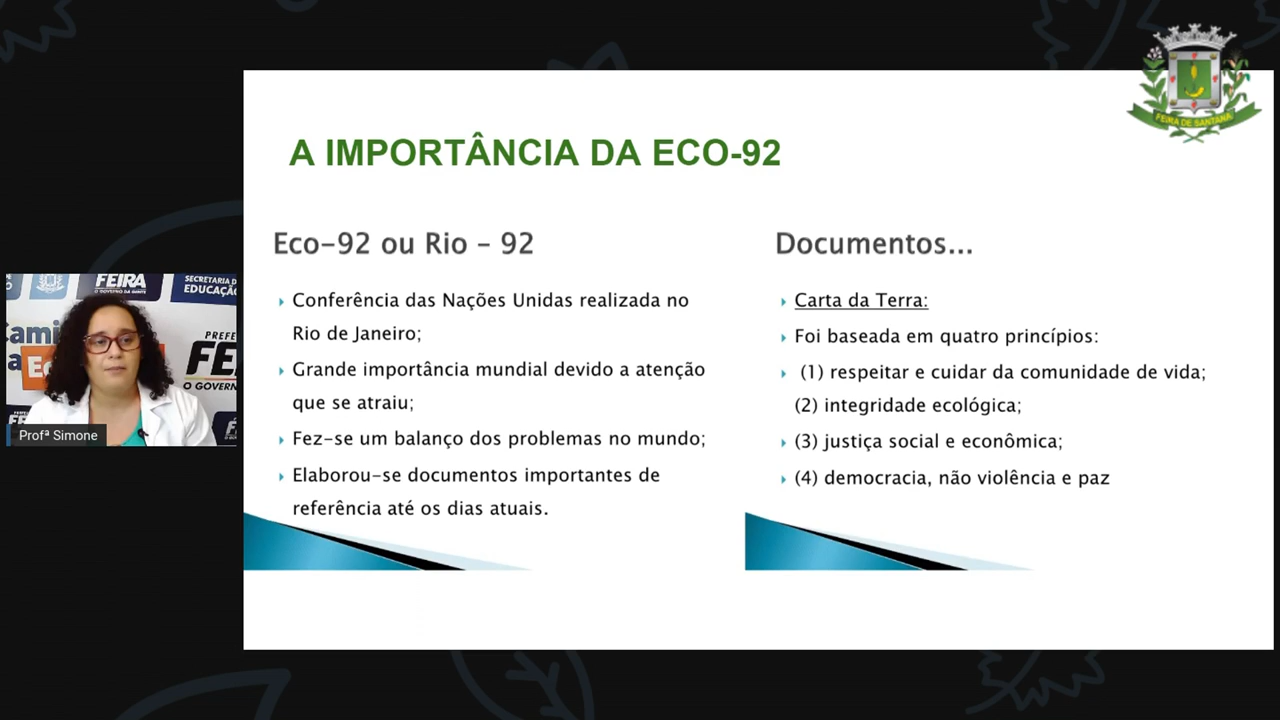 FEIRA DE SANTANA
A IMPORTÂNCIA DA ECO-92
Eco-92 ou Rio - 92
Conferência das Nações Unidas realizada no
Rio de Janeiro;
Grande importância mundial devido a atenção
que se atraiu;
Fez-se um balanço dos problemas no mundo;
Elaborou-se documentos importantes de
referência até os dias atuais.
Documentos...
Carta da Terra:
Foi baseada em quatro princípios:
(1) respeitar e cuidar da comunidade de vida;
(2) integridade ecológica;
(3) justiça social e econômica;
(4) democracia, não violência e paz
FEIRA
SECRETARIA D
EDUCAÇÃO
PREFE
FE
O GOVERN
Profª Simone